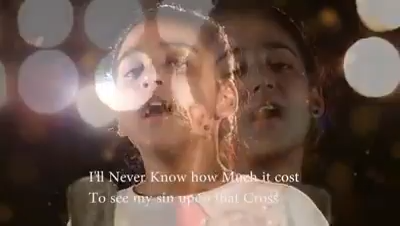 I'll Never Know how Much it cost
To see my sin upon that Cross